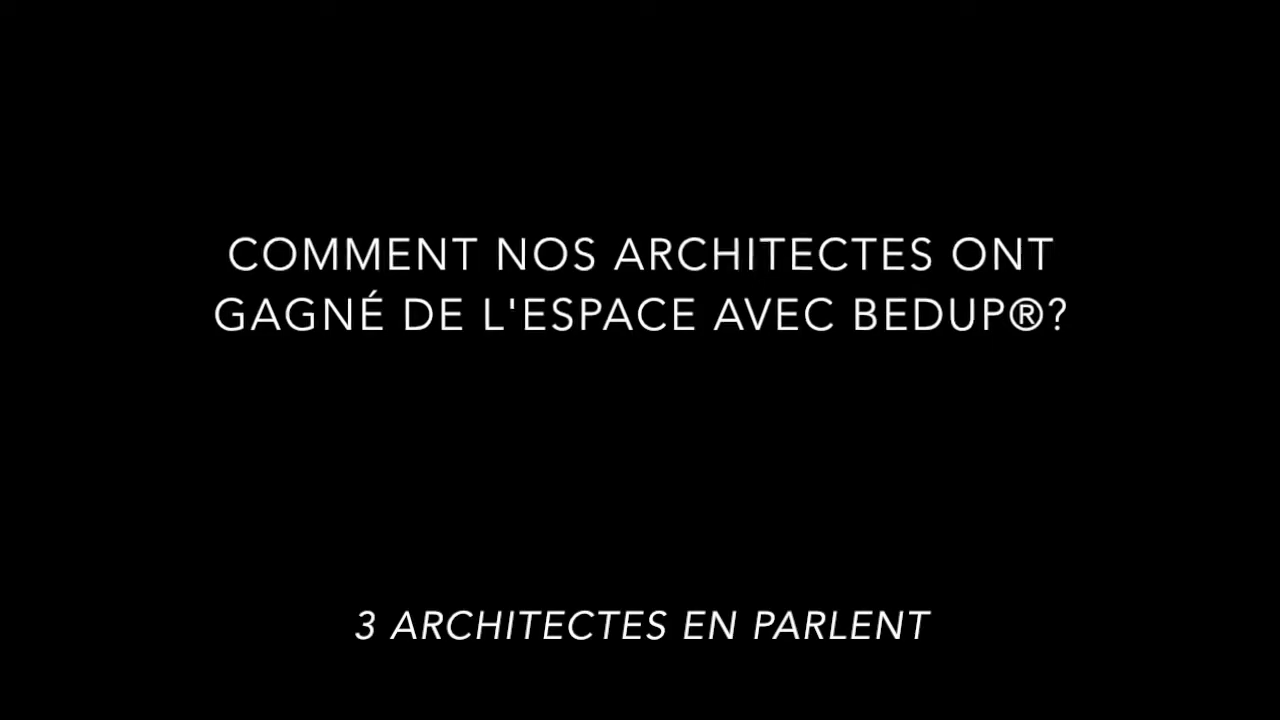 COMMENT NOS ARCHITECTES ONT
GAGNÉ DE L'ESPACE AVEC BEDUP®?
3 ARCHITECTES EN PARLENT